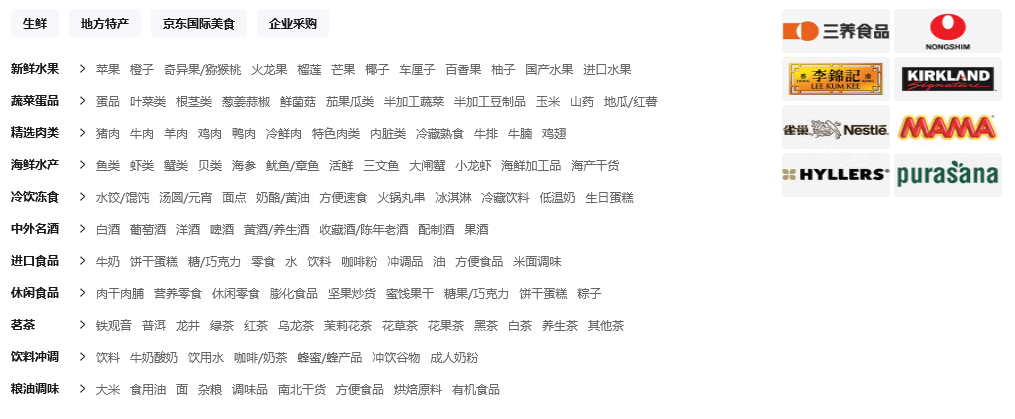 生鲜 地方特产 京东国际美食 企业采购
新鲜水果 > 苹果 橙子 奇异果/猕猴桃 火龙果 榴莲 芒果 椰子 车厘子 百香果 柚子 国产水果 进口水果
蔬菜蛋品 > 蛋品 叶菜类 根茎类 葱姜蒜椒 鲜菌菇 茄果瓜类 半加工蔬菜 半加工豆制品 玉米 山药 地瓜/红薯
精选肉类 > 猪肉 牛肉 羊肉 鸡肉 鸭肉 冷鲜肉 特色肉类 内脏类 冷藏熟食 牛排 牛腩 鸡翅
海鲜水产 > 鱼类 虾类 蟹类 贝类 海参 鱿鱼/章鱼 活鲜 三文鱼 大闸蟹 小龙虾 海鲜加工品 海产干货
冷饮冻食 > 水饺/馄饨 汤圆/元宵 面点 奶酪/黄油 方便速食 火锅丸串 冰淇淋 冷藏饮料 低温奶 生日蛋糕
中外名酒 > 白酒 葡萄酒 洋酒 啤酒 黄酒/养生酒 收藏酒/陈年老酒 配制酒 果酒
进口食品 > 牛奶 饼干蛋糕 糖/巧克力 零食 水 饮料 咖啡粉 冲调品 油 方便食品 米面调味
休闲食品 > 肉干肉脯 营养零食 休闲零食 膨化食品 坚果炒货 蜜饯果干 糖果/巧克力 饼干蛋糕 粽子
茗茶 > 铁观音 普洱 龙井 绿茶 红茶 乌龙茶 茉莉花茶 花草茶 花果茶 黑茶 白茶 养生茶 其他茶
饮料冲调 > 饮料 牛奶酸奶 饮用水 咖啡/奶茶 蜂蜜/蜂产品 冲饮谷物 成人奶粉
粮油调味 > 大米 食用油 面 杂粮 调味品 南北干货 方便食品 烘焙原料 有机食品
三养食品
NONGSHIM
李錦記
LEE KUM KEE
KIRKLAND
Signature
雀巢 Nestlé
MAMA
HYLLERS
purasana